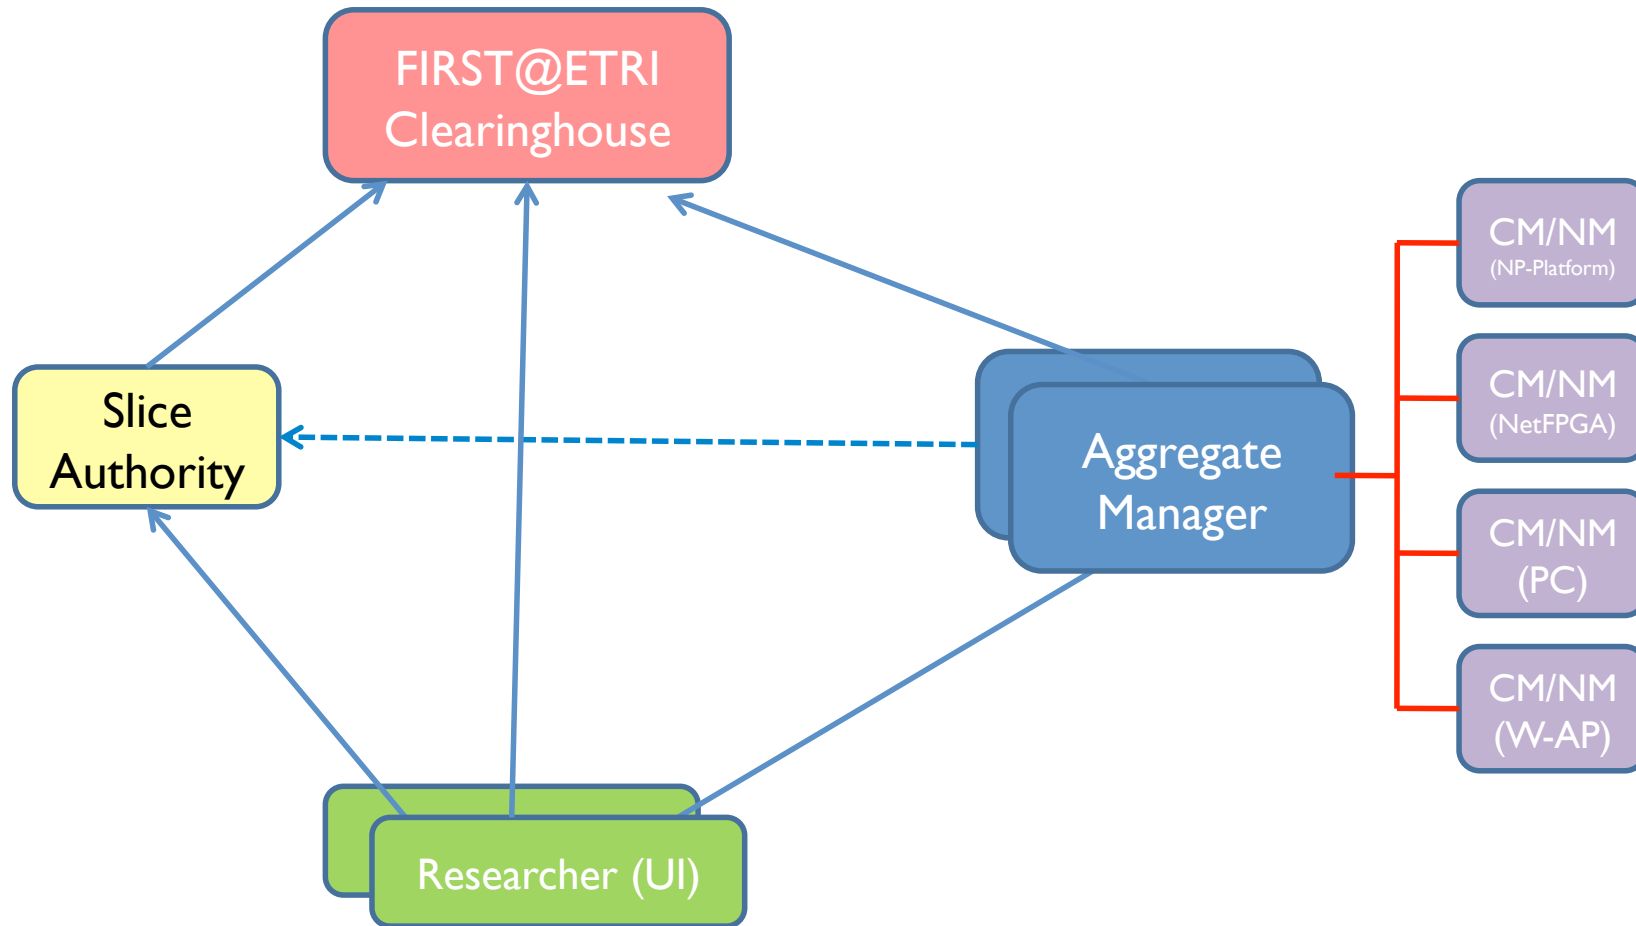 FIRST@ETRI
Clearinghouse
CM/NM
(NP-Platform)
Slice
Authority
CM/NM
(NetFPGA)
Aggregate
Manager
CM/NM
(PC)
CM/NM
(W-AP)
Researcher (UI)